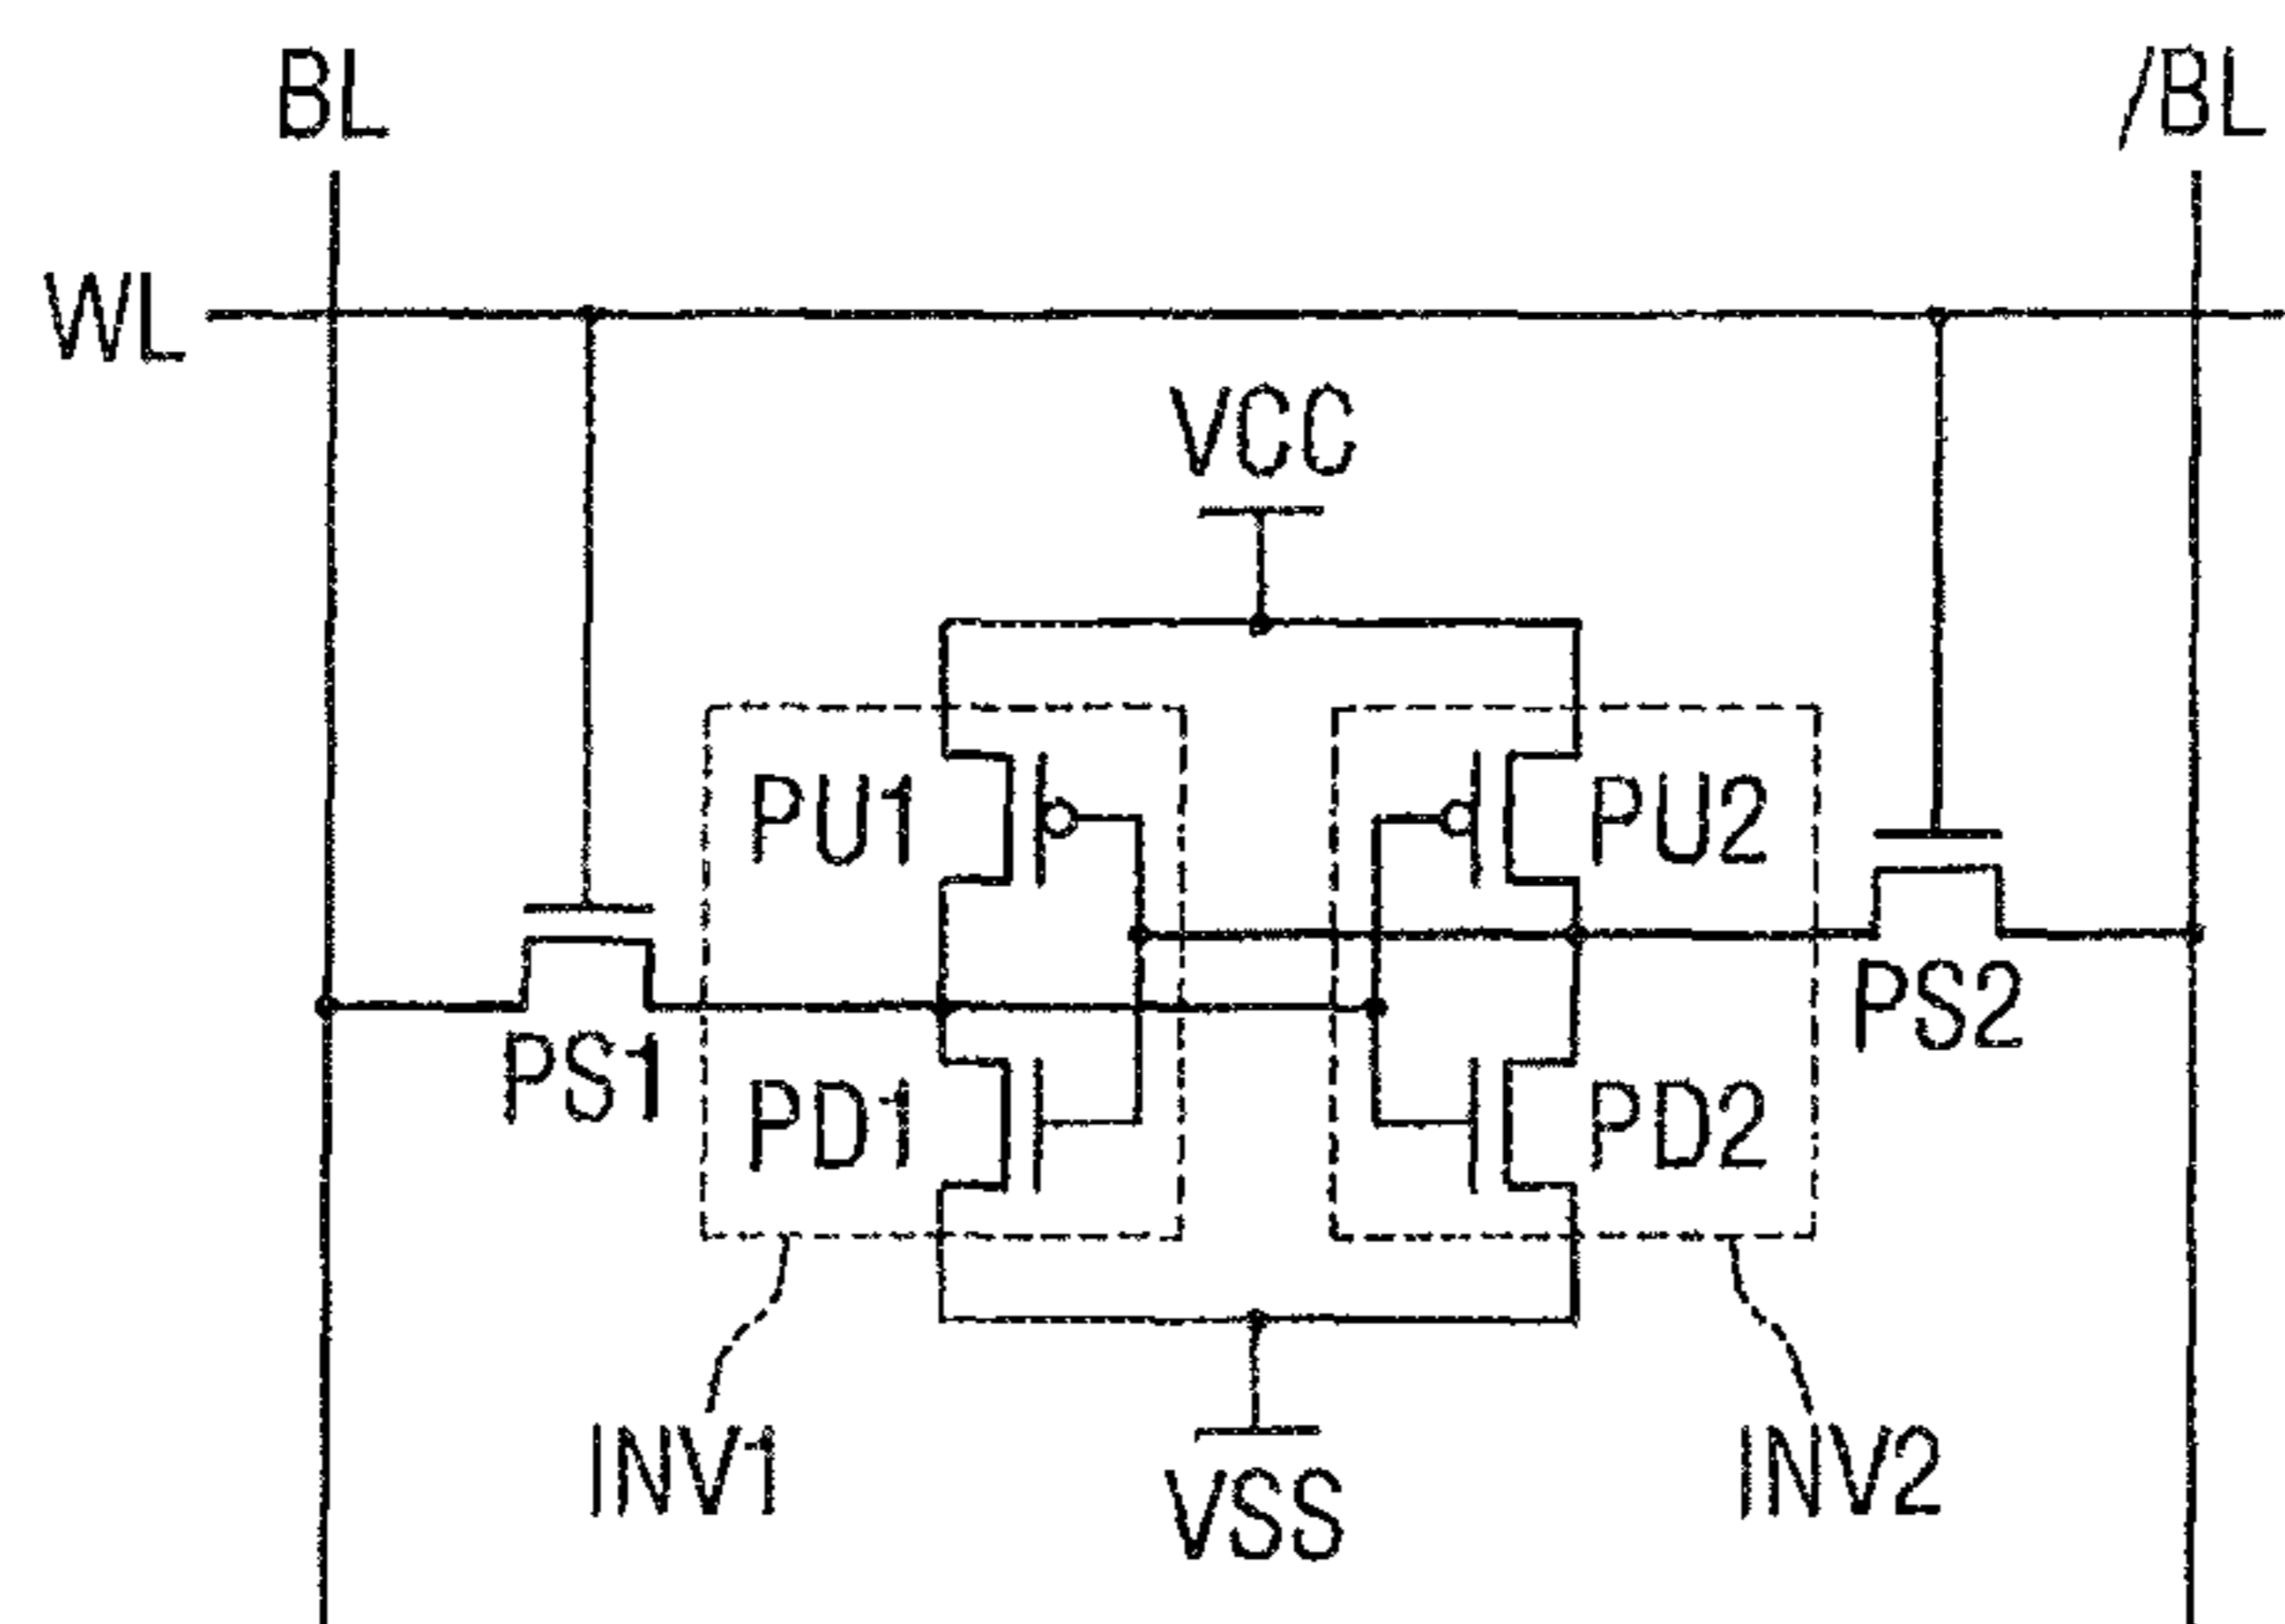 BL /BL
WL
VCC
PU1 PU2
PS1 PS2
PD1 PD2
INV1 INV2
VSS